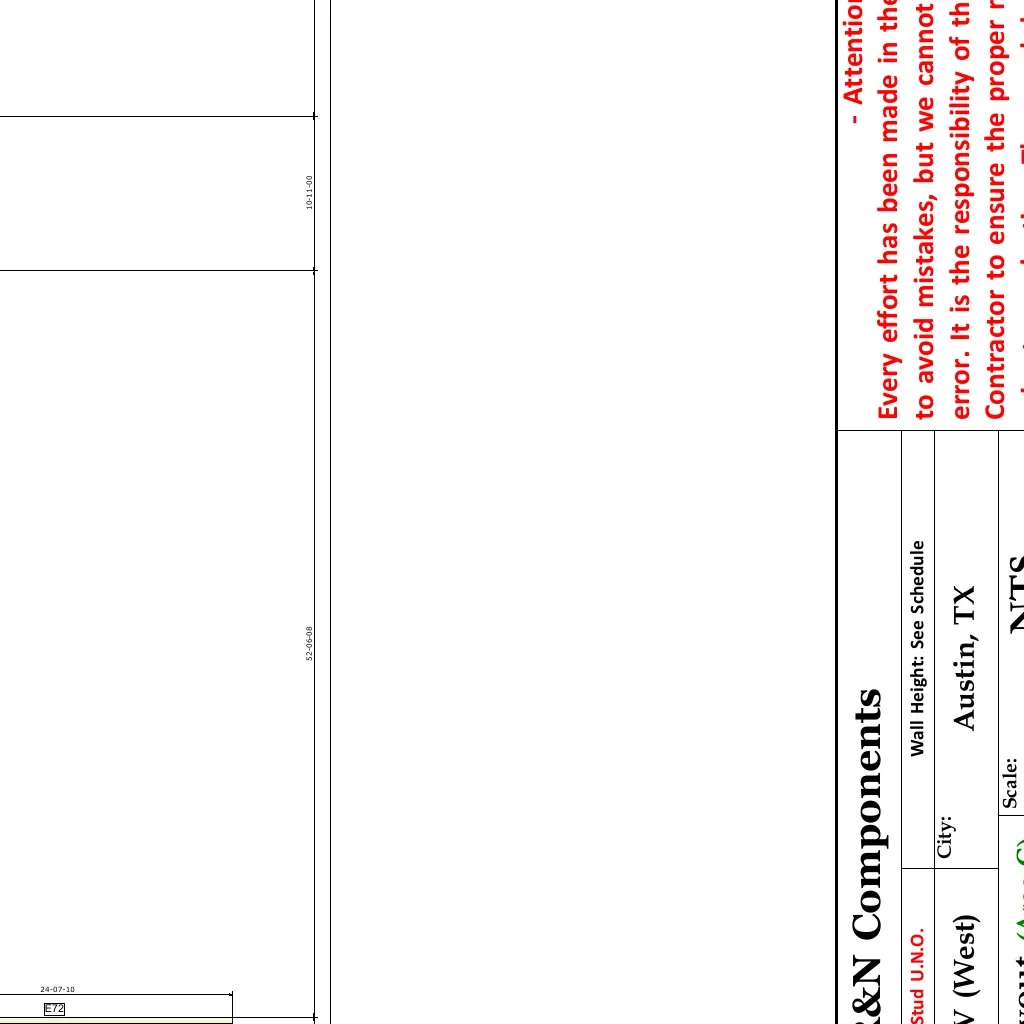 10-11-00
52-06-08
24-07-10
E72
- Attention
Every effort has been made in the
to avoid mistakes, but we cannot
error. It is the responsibility of th
Contractor to ensure the proper r
&N Components
Wall Height: See Schedule
Stud U.N.O.
City:
Austin, TX
(West)
Scale:
NTS